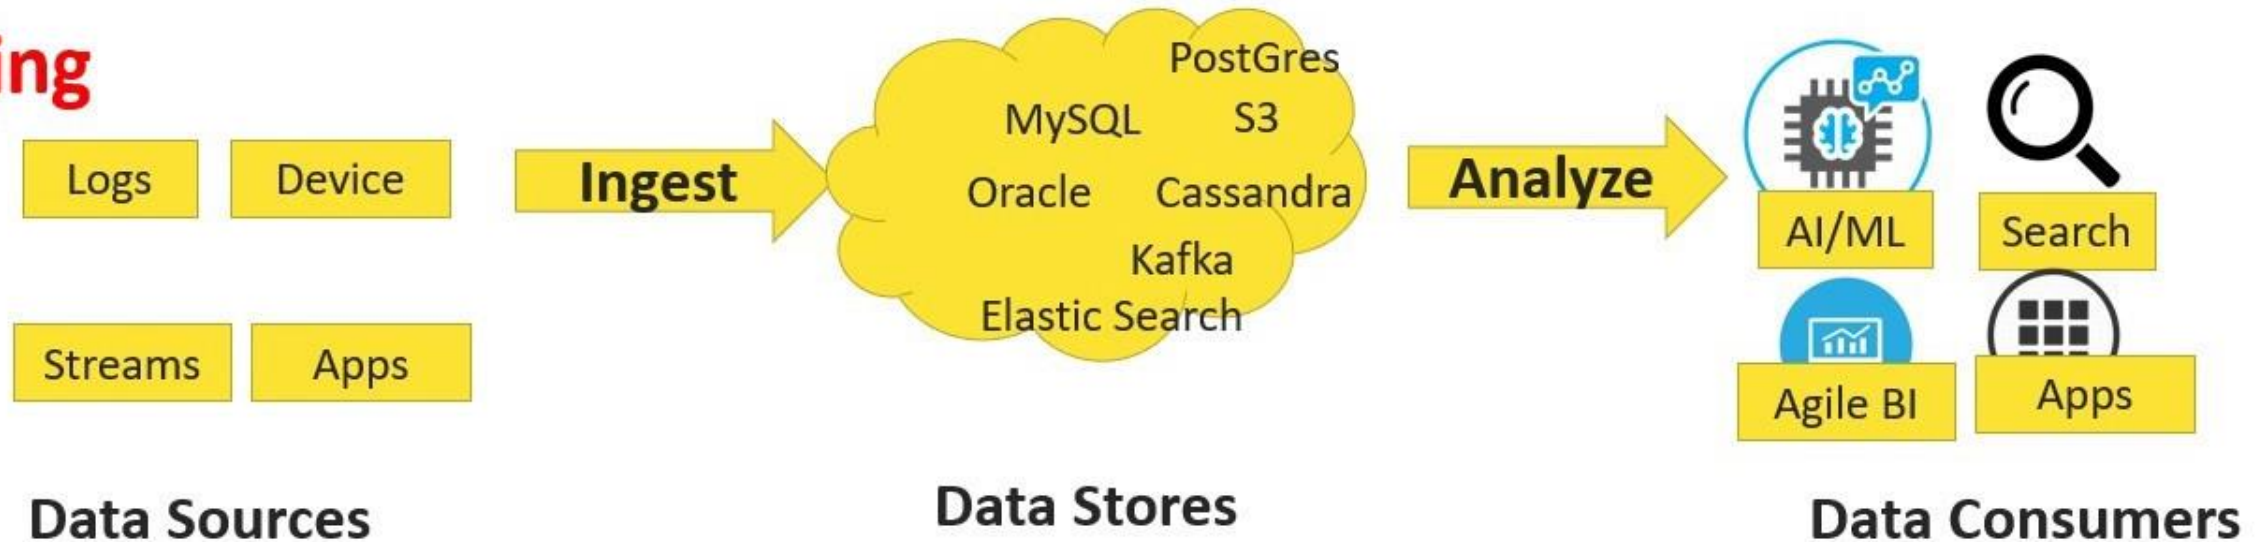 ing
Logs
Device
Streams
Apps
Data Sources
Ingest
PostGres
MySQL
S3
Oracle
Cassandra
Kafka
Elastic Search
Data Stores
Analyze
AI/ML
Search
Agile BI
Apps
Data Consumers